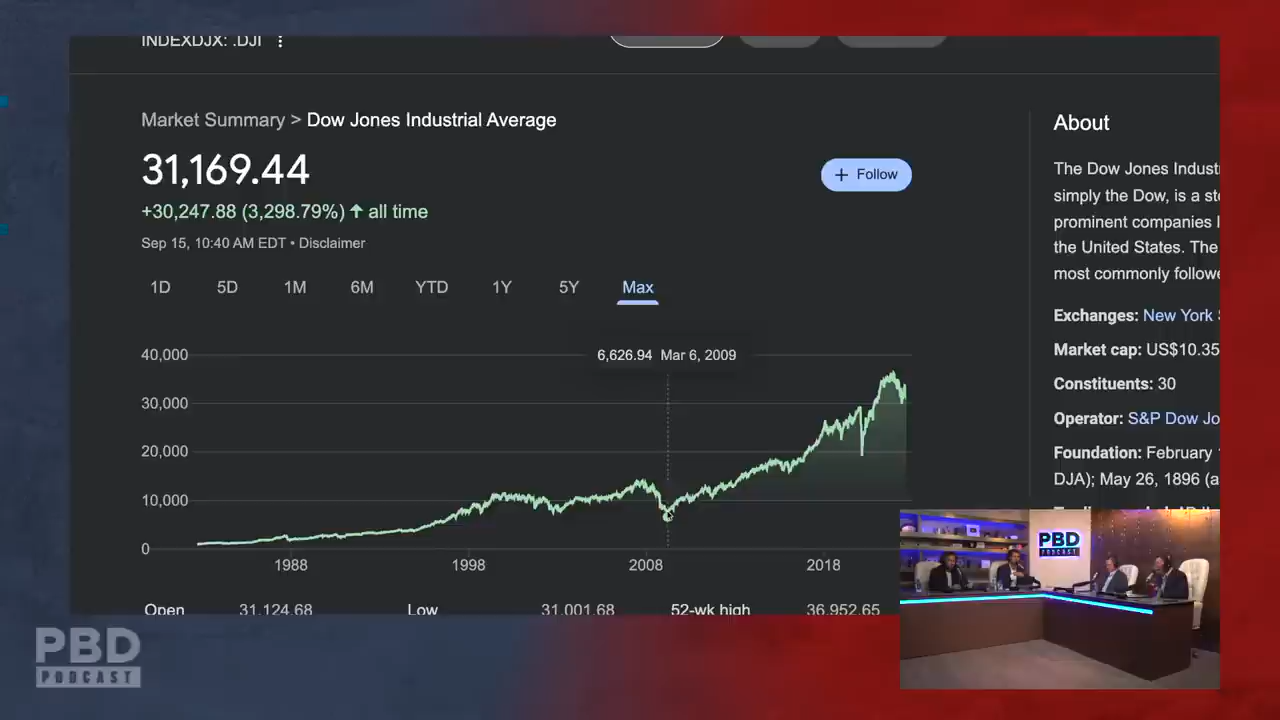 INDEXDJX: .DJI
Market Summary > Dow Jones Industrial Average
31,169.44
+30,247.88 (3,298.79%) ↑ all time
Sep 15, 10:40 AM EDT • Disclaimer
+ Follow
1D 5D 1M 6M YTD 1Y 5Y Max
6,626.94 Mar 6, 2009
40,000
30,000
20,000
10,000
0
1988 1998 2008 2018
Open 31,124.68 Low 31,001.68 52-wk high 36,952.65
About
The Dow Jones Indust
simply the Dow, is a st
prominent companies
the United States. The
most commonly followe
Exchanges: New York
Market cap: US$10.35
Constituents: 30
Operator: S&P Dow Jo
Foundation: February
DJA); May 26, 1896 (a
PBD
PODCAST
PBD
PODCAST